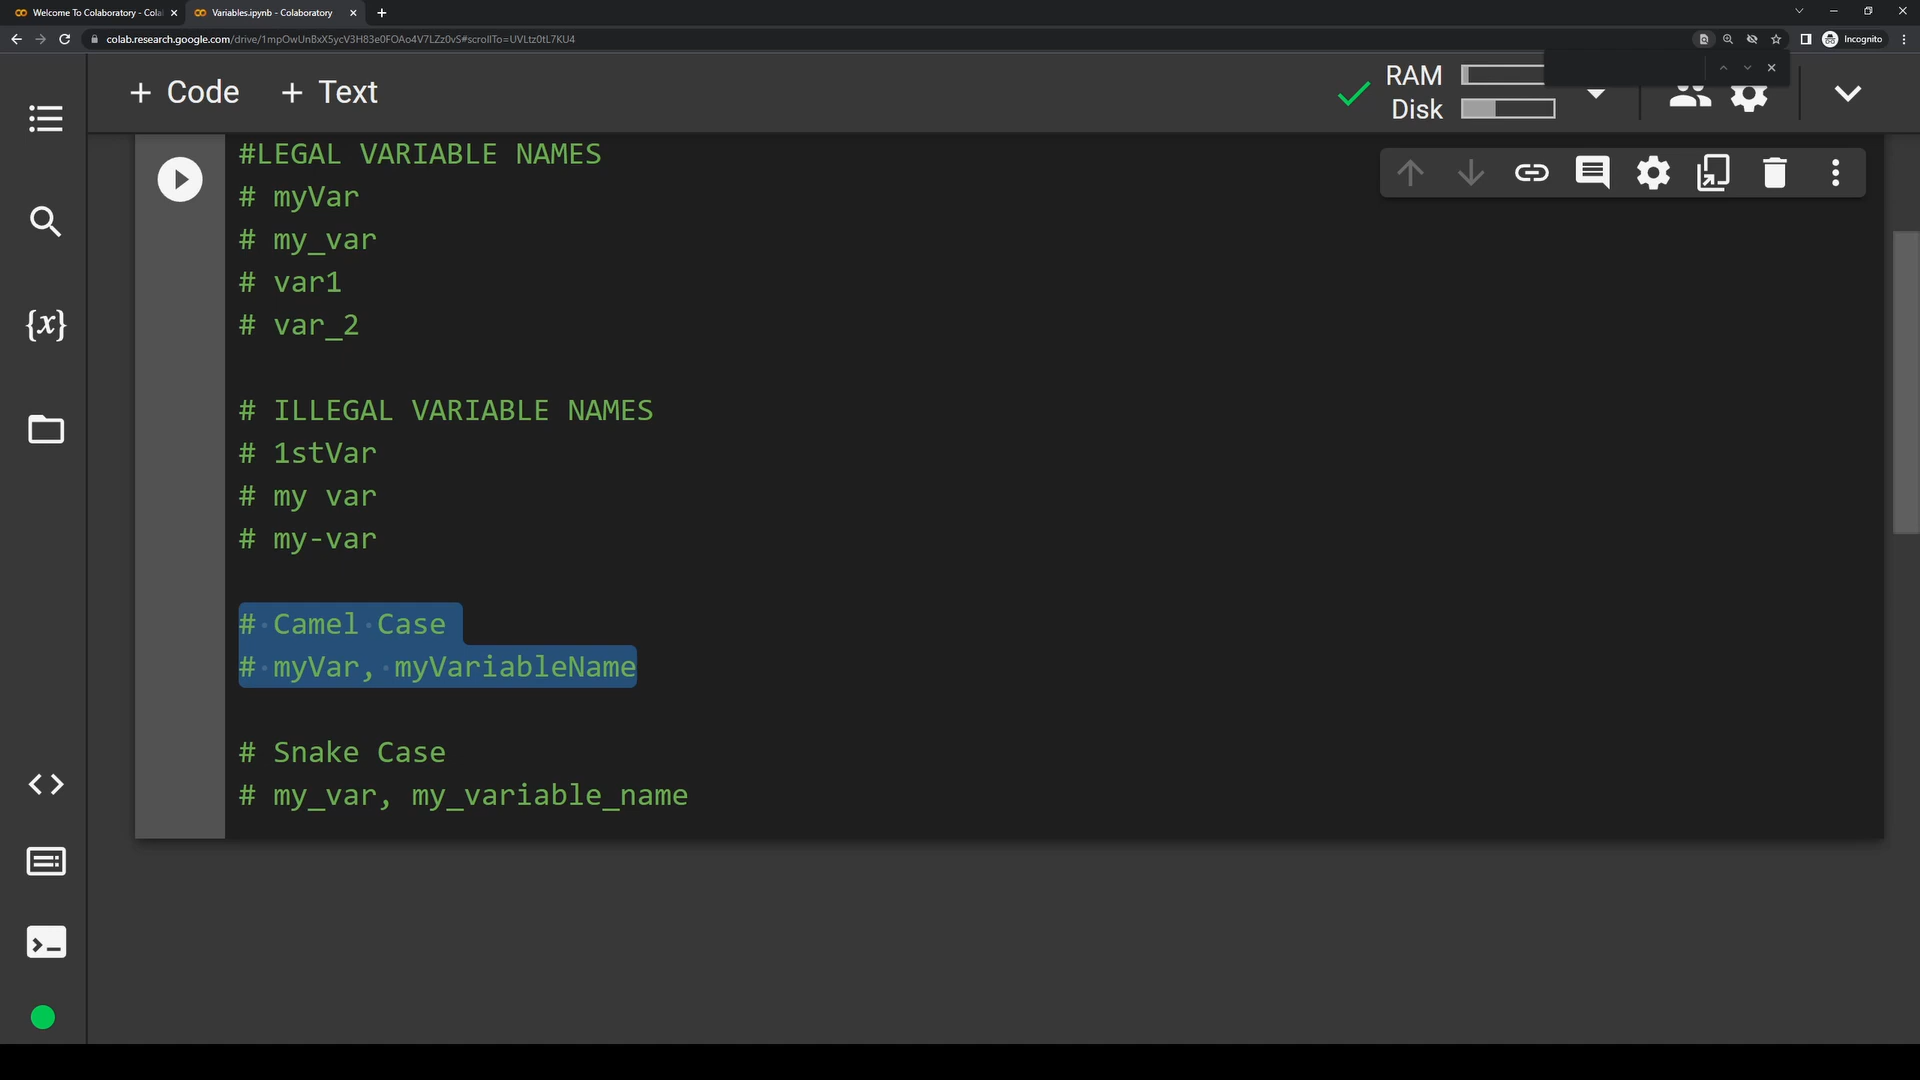 Welcome To Colaboratory - Cola
Variables.ipynb - Colaboratory
colab.research.google.com/drive/1mpOwUnBxX5ycV3H83e0FOAo4V7LZz0vS#scrollTo=UVLtz0tL7KU4
Incognito
+ Code + Text
RAM
Disk
#LEGAL VARIABLE NAMES
# myVar
# my_var
# var1
# var_2
# ILLEGAL VARIABLE NAMES
# 1stVar
# my var
# my-var
# Camel Case
# myVar, myVariableName
# Snake Case
# my_var, my_variable_name
{x}